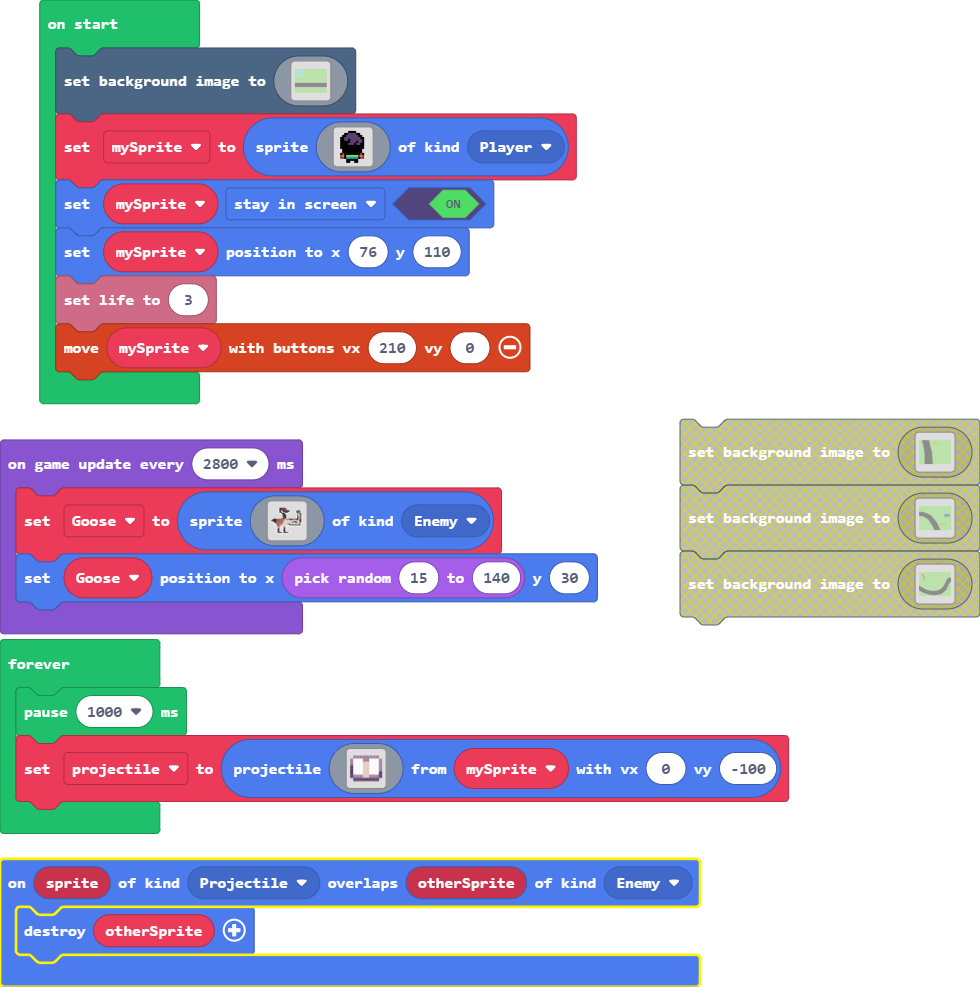 on start
set background image to
set mySprite to sprite of kind Player
set mySprite stay in screen ON
set mySprite position to x 76 y 110
set life to 3
move mySprite with buttons vx 210 vy 0
on game update every 2800 ms
set Goose to sprite of kind Enemy
set Goose position to x pick random 15 to 140 y 30
set background image to
set background image to
set background image to
forever
pause 1000 ms
set projectile to projectile from mySprite with vx 0 vy -100
on sprite of kind Projectile overlaps otherSprite of kind Enemy
destroy otherSprite